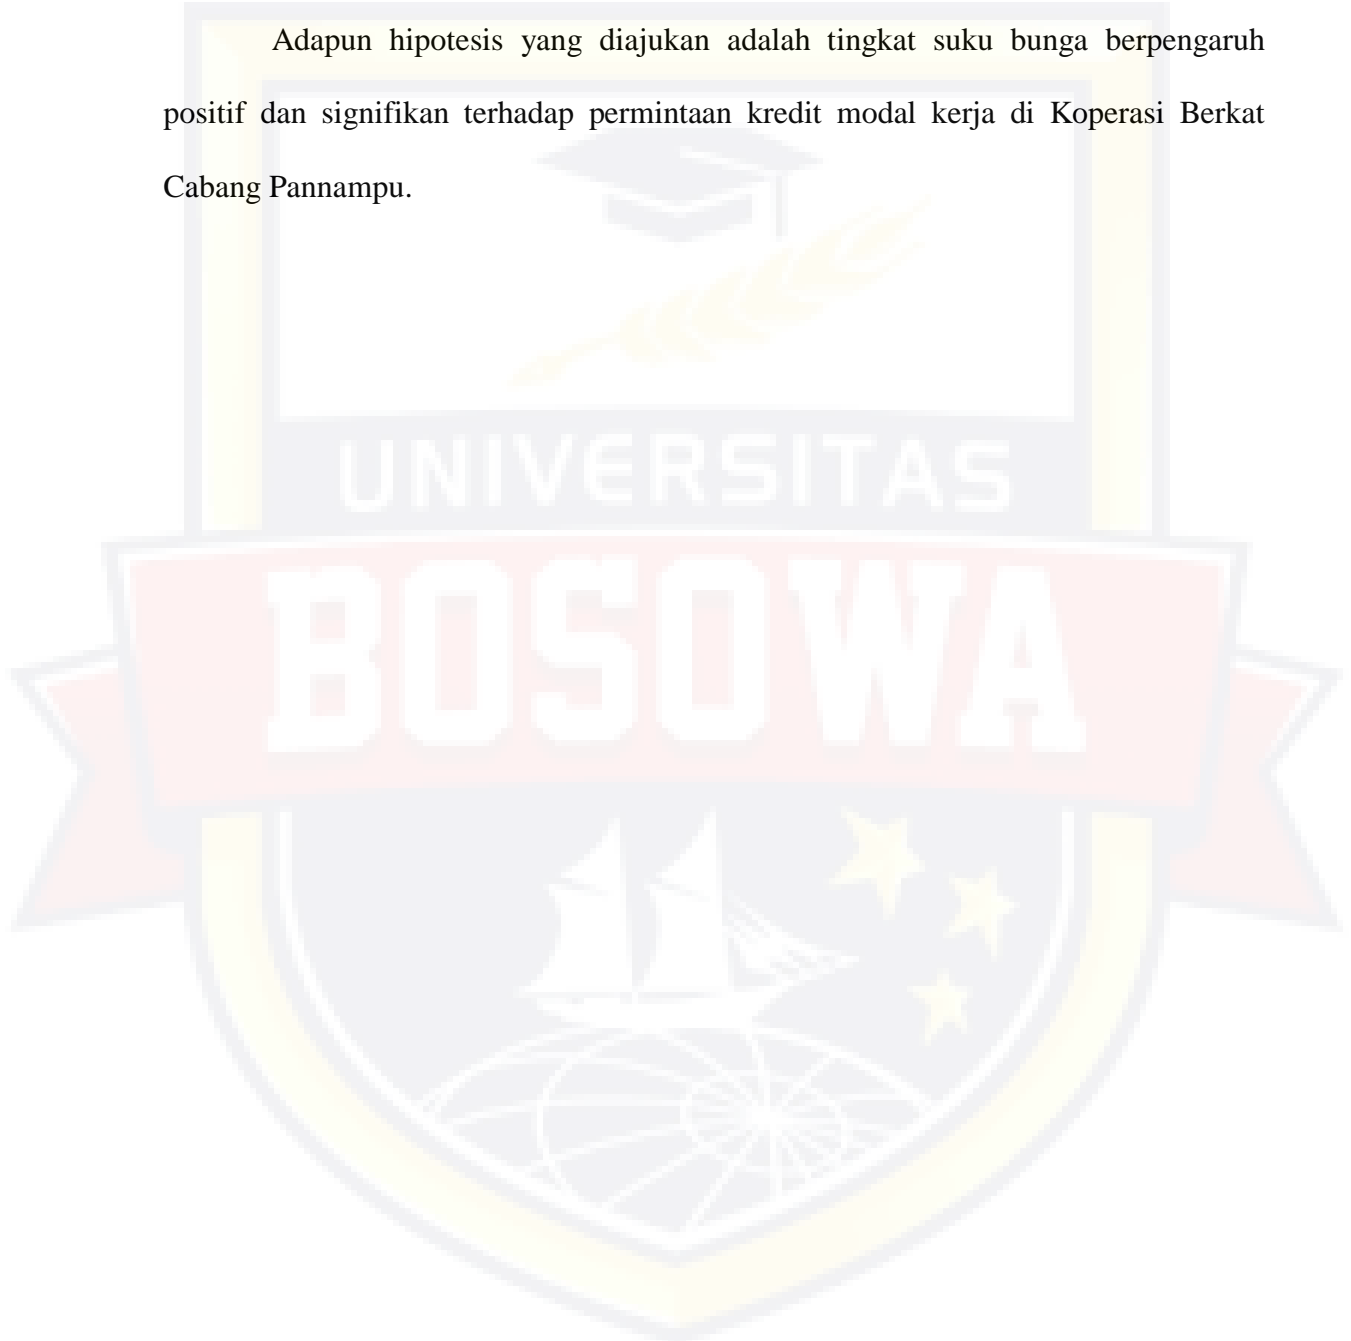 Adapun hipotesis yang diajukan adalah tingkat suku bunga berpengaruh
positif dan signifikan terhadap permintaan kredit modal kerja di Koperasi Berkat
Cabang Pannampu.
UNIVERSITAS
BOSOWA